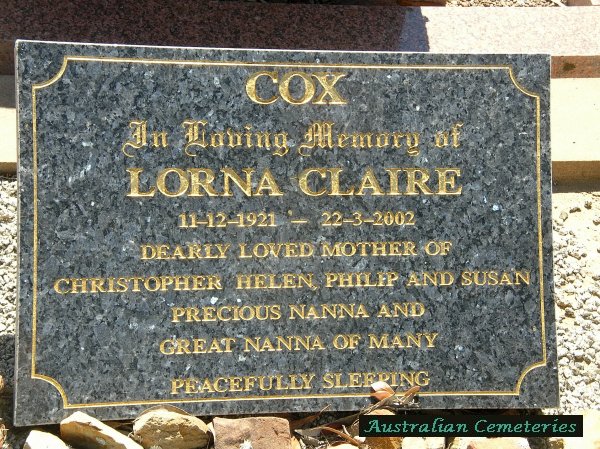 COX
In Loving Memory of
LORNA CLAIRE
11-12-1921 — 22-3-2002
DEARLY LOVED MOTHER OF
CHRISTOPHER HELEN, PHILIP AND SUSAN
PRECIOUS NANNA AND
GREAT NANNA OF MANY
PEACEFULLY SLEEPING
Australian Cemeteries